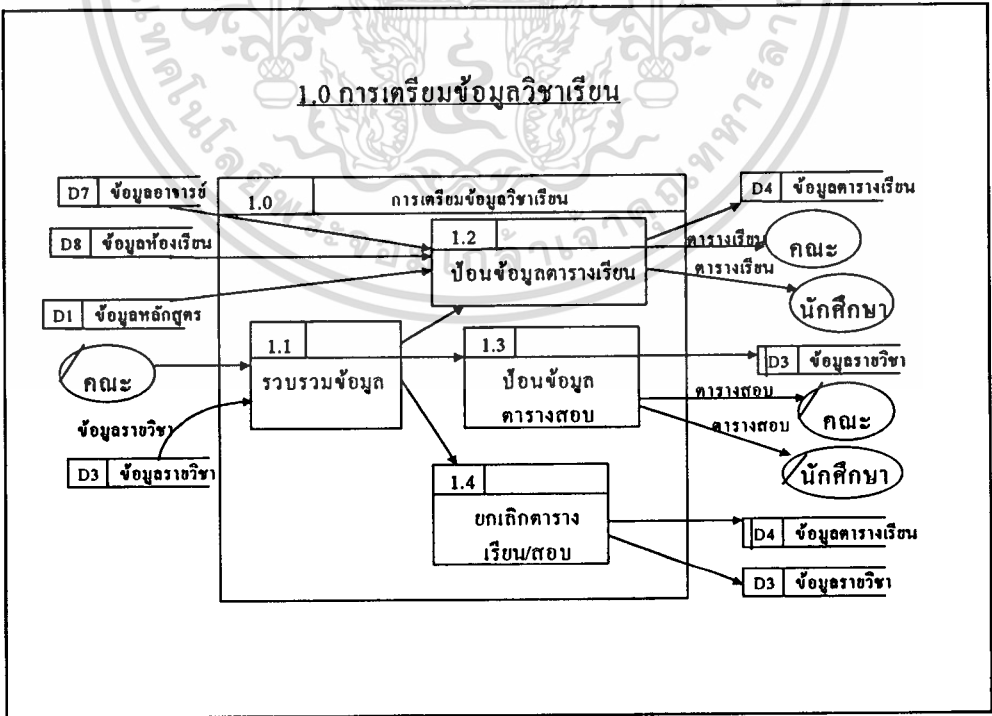 1.0 การเตรียมข้อมูลวิชาเรียน
D7 ข้อมูลอาจารย์
1.0 การเตรียมข้อมูลวิชาเรียน
D4 ข้อมูลตารางเรียน
D8 ข้อมูลห้องเรียน
1.2
ป้อนข้อมูลตารางเรียน
ตารางเรียน
คณะ
ตารางเรียน
นักศึกษา
D1 ข้อมูลหลักสูตร
คณะ
1.1
รวบรวมข้อมูล
1.3
ป้อนข้อมูล
ตารางสอบ
D3 ข้อมูลรายวิชา
ตารางสอบ
คณะ
ตารางสอบ
นักศึกษา
ข้อมูลรายวิชา
D3 ข้อมูลรายวิชา
1.4
ยกเลิกตาราง
เรียน/สอบ
D4 ข้อมูลตารางเรียน
D3 ข้อมูลรายวิชา